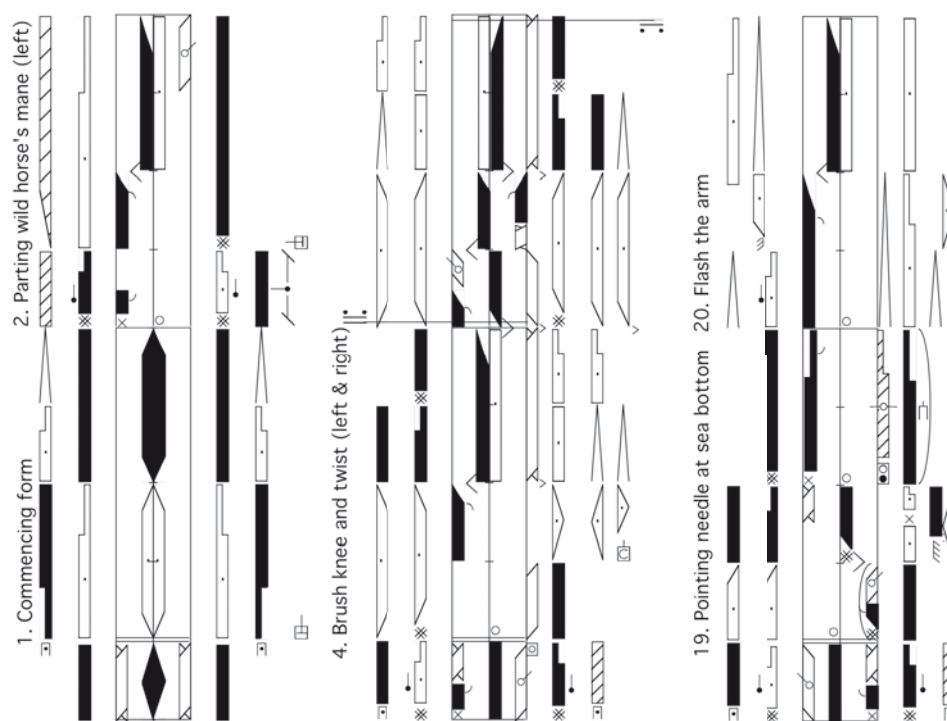 1. Commencing form
2. Parting wild horse's mane (left)
4. Brush knee and twist (left & right)
19. Pointing needle at sea bottom
20. Flash the arm